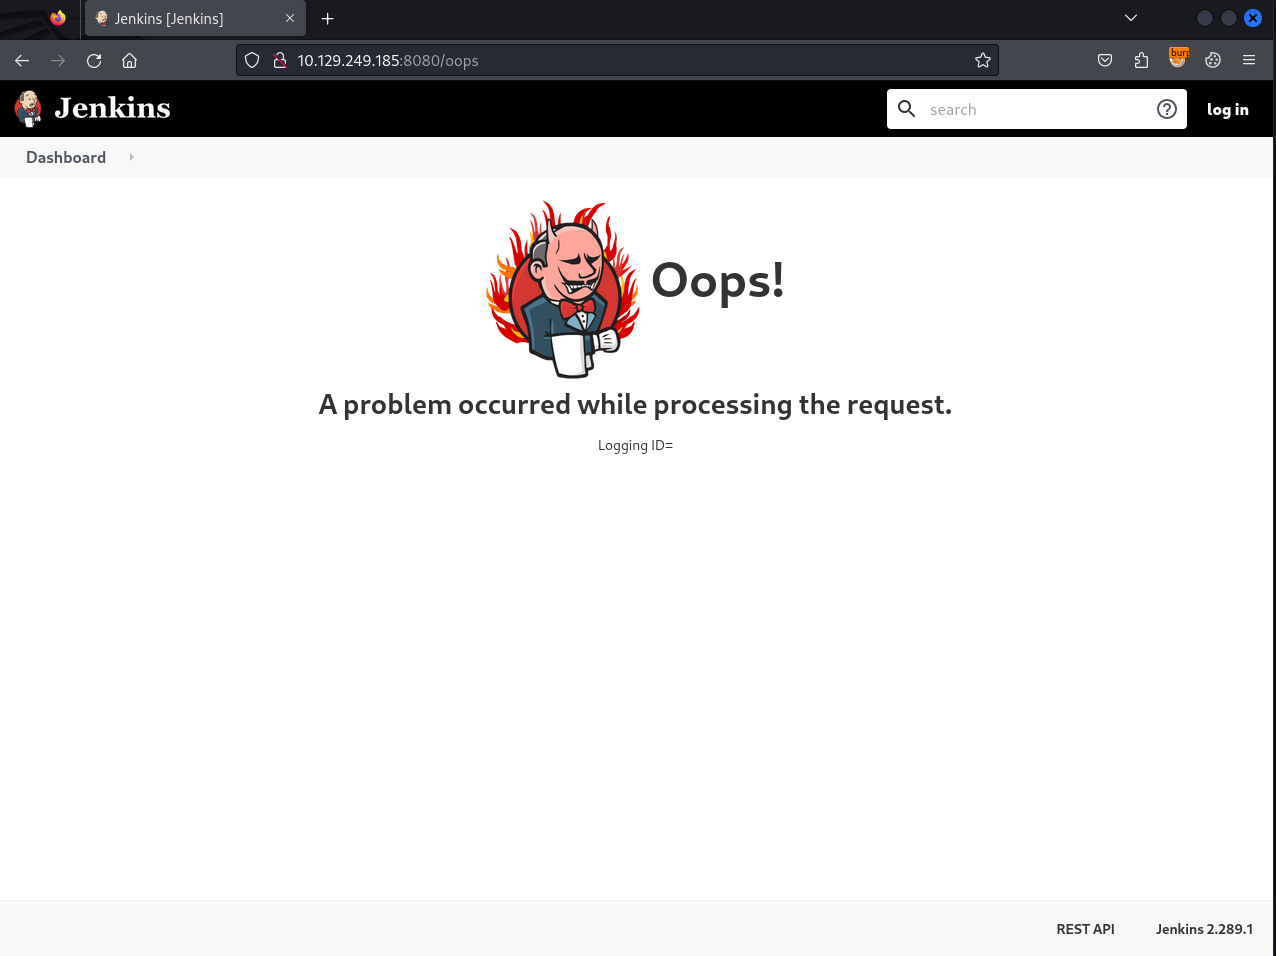 Jenkins [Jenkins]
10.129.249.185:8080/oops
burp
Jenkins
search
log in
Dashboard
Oops!
A problem occurred while processing the request.
Logging ID=
REST API
Jenkins 2.289.1